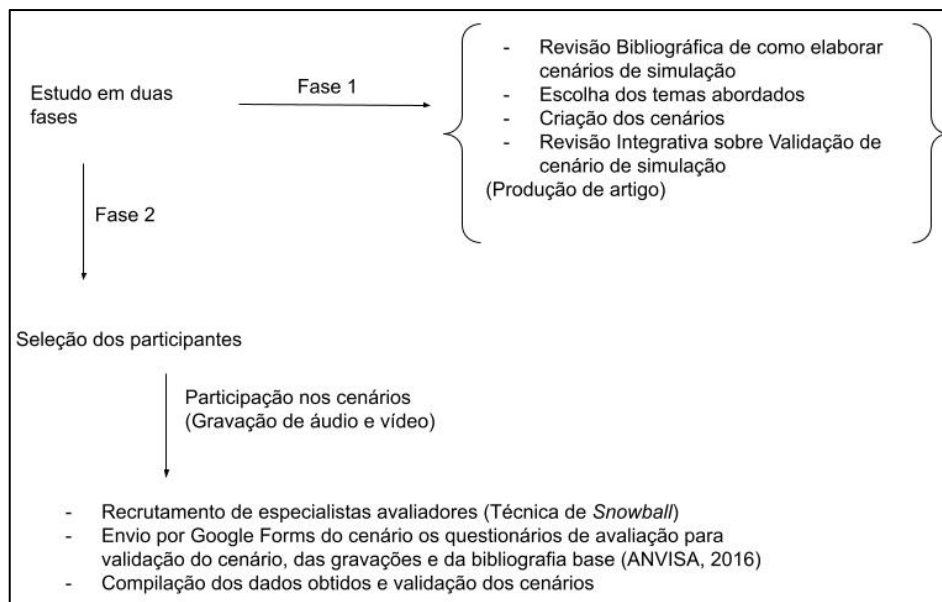 Estudo em duas
fases
Fase 1
- Revisão Bibliográfica de como elaborar
cenários de simulação
- Escolha dos temas abordados
- Criação dos cenários
- Revisão Integrativa sobre Validação de
cenário de simulação
(Produção de artigo)
Fase 2
Seleção dos participantes
Participação nos cenários
(Gravação de áudio e vídeo)
- Recrutamento de especialistas avaliadores (Técnica de Snowball)
- Envio por Google Forms do cenário os questionários de avaliação para
validação do cenário, das gravações e da bibliografia base (ANVISA, 2016)
- Compilação dos dados obtidos e validação dos cenários